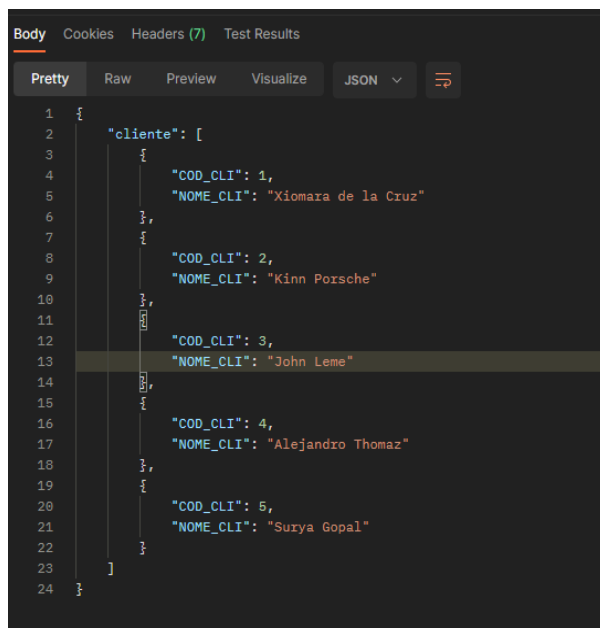 Body Cookies Headers (7) Test Results
Pretty Raw Preview Visualize JSON
1 {
2 "cliente": [
3 {
4 "COD_CLI": 1,
5 "NOME_CLI": "Xiomara de la Cruz"
6 },
7 {
8 "COD_CLI": 2,
9 "NOME_CLI": "Kinn Porsche"
10 },
11 {
12 "COD_CLI": 3,
13 "NOME_CLI": "John Leme"
14 },
15 {
16 "COD_CLI": 4,
17 "NOME_CLI": "Alejandro Thomaz"
18 },
19 {
20 "COD_CLI": 5,
21 "NOME_CLI": "Surya Gopal"
22 }
23 ]
24 }